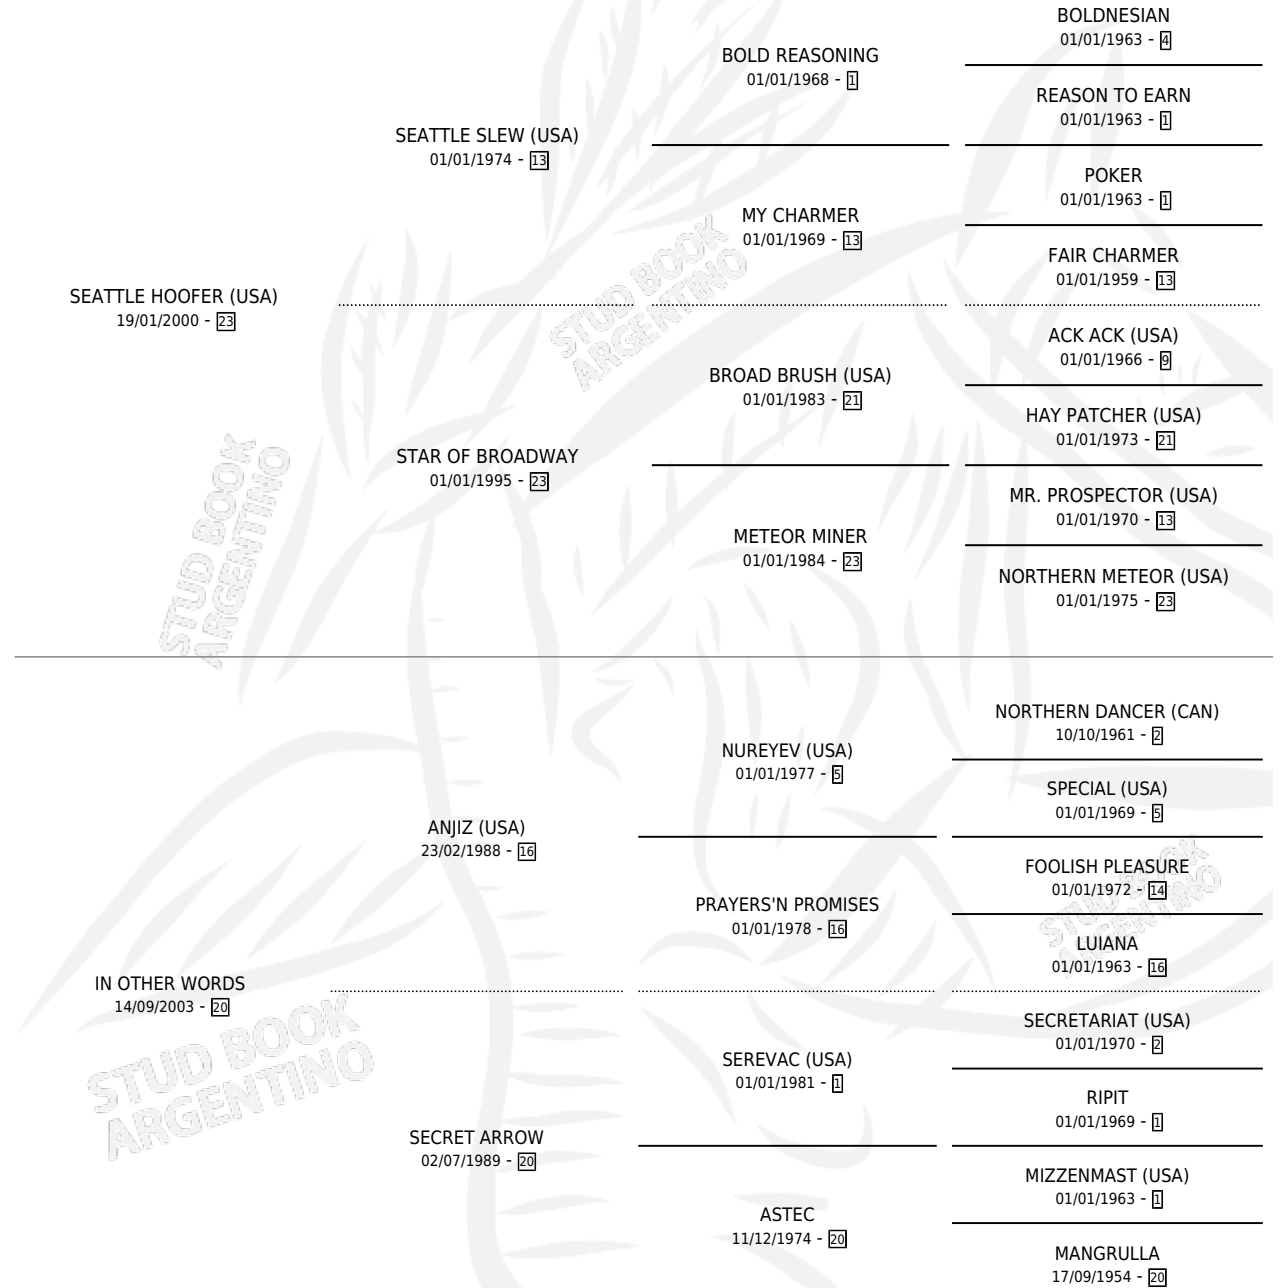 BOLDNESIAN
01/01/1963 - 4
BOLD REASONING
01/01/1968 - 1
REASON TO EARN
01/01/1963 - 1
SEATTLE SLEW (USA)
01/01/1974 - 13
POKER
01/01/1963 - 1
MY CHARMER
01/01/1969 - 13
FAIR CHARMER
01/01/1959 - 13
SEATTLE HOOFER (USA)
19/01/2000 - 23
STUD BOOK
ARGENTINO
ACK ACK (USA)
01/01/1966 - 9
BROAD BRUSH (USA)
01/01/1983 - 21
HAY PATCHER (USA)
01/01/1973 - 21
STAR OF BROADWAY
01/01/1995 - 23
MR. PROSPECTOR (USA)
01/01/1970 - 13
METEOR MINER
01/01/1984 - 23
NORTHERN METEOR (USA)
01/01/1975 - 23
STUD BOOK
ARGENTINO
NORTHERN DANCER (CAN)
10/10/1961 - 2
NUREYEV (USA)
01/01/1977 - 5
SPECIAL (USA)
01/01/1969 - 5
ANJIZ (USA)
23/02/1988 - 16
FOOLISH PLEASURE
01/01/1972 - 14
PRAYERS'N PROMISES
01/01/1978 - 16
LUIANA
01/01/1963 - 16
STUD BOOK
ARGENTINO
IN OTHER WORDS
14/09/2003 - 20
SECRETARIAT (USA)
01/01/1970 - 2
SEREVAC (USA)
01/01/1981 - 1
RIPIT
01/01/1969 - 1
STUD BOOK
ARGENTINO
SECRET ARROW
02/07/1989 - 20
MIZZENMAST (USA)
01/01/1963 - 1
ASTEC
11/12/1974 - 20
MANGRULLA
17/09/1954 - 20